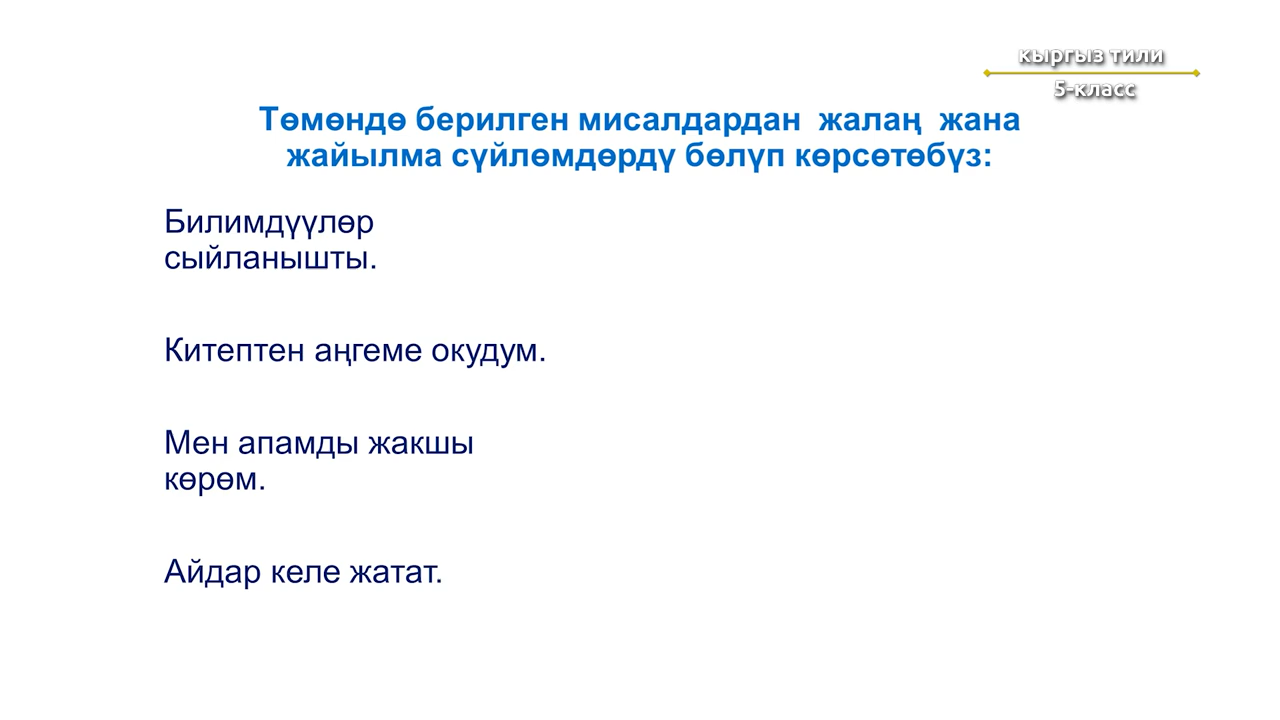 кыргыз тили
5-класс
Төмөндө берилген мисалдардан жалаң жана
жайылма сүйлөмдөрдү бөлүп көрсөтөбүз:
Билимдүүлөр
сыйланышты.
Китептен аңгеме окудум.
Мен апамды жакшы
көрөм.
Айдар келе жатат.